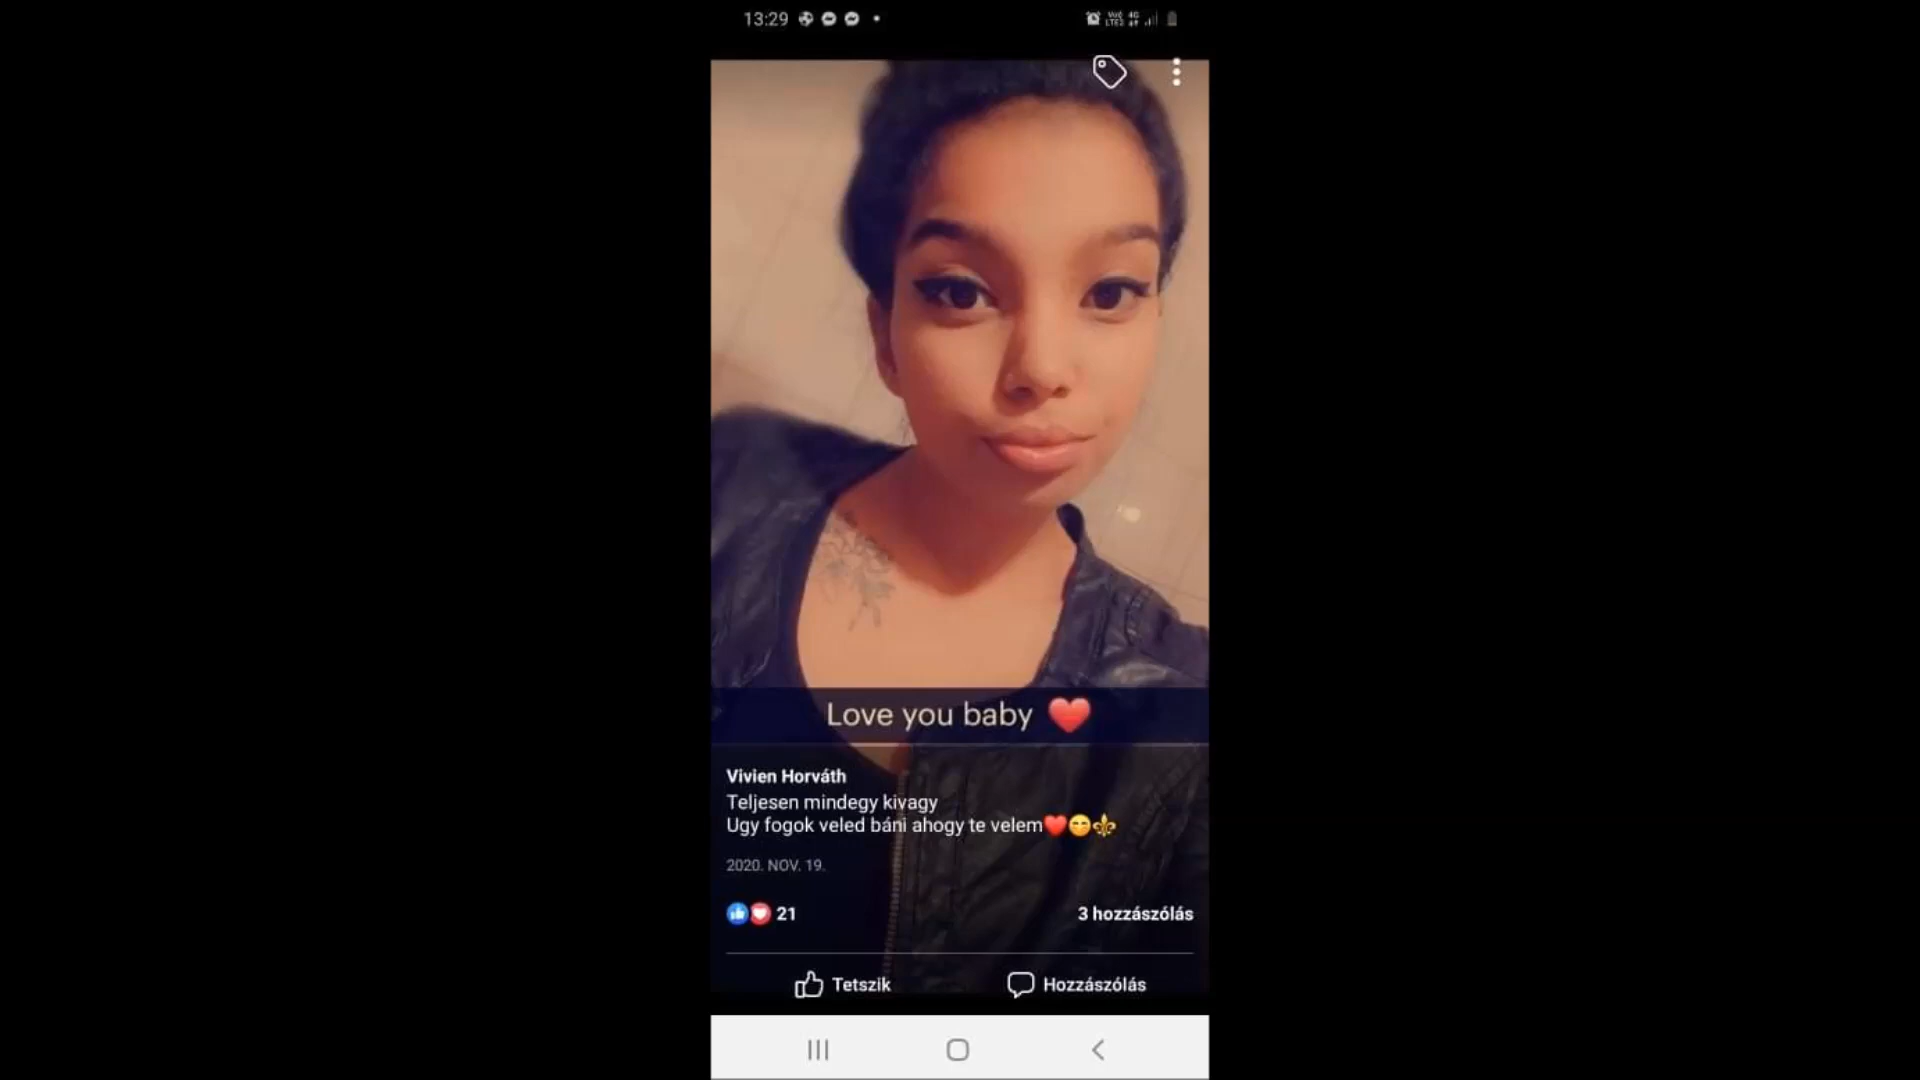 13:29
Love you baby ❤️
Vivien Horváth
Teljesen mindegy kivagy
Ugy fogok veled báni ahogy te velem❤️😊⚜️
2020. NOV. 19.
21
3 hozzászólás
Tetszik
Hozzászólás